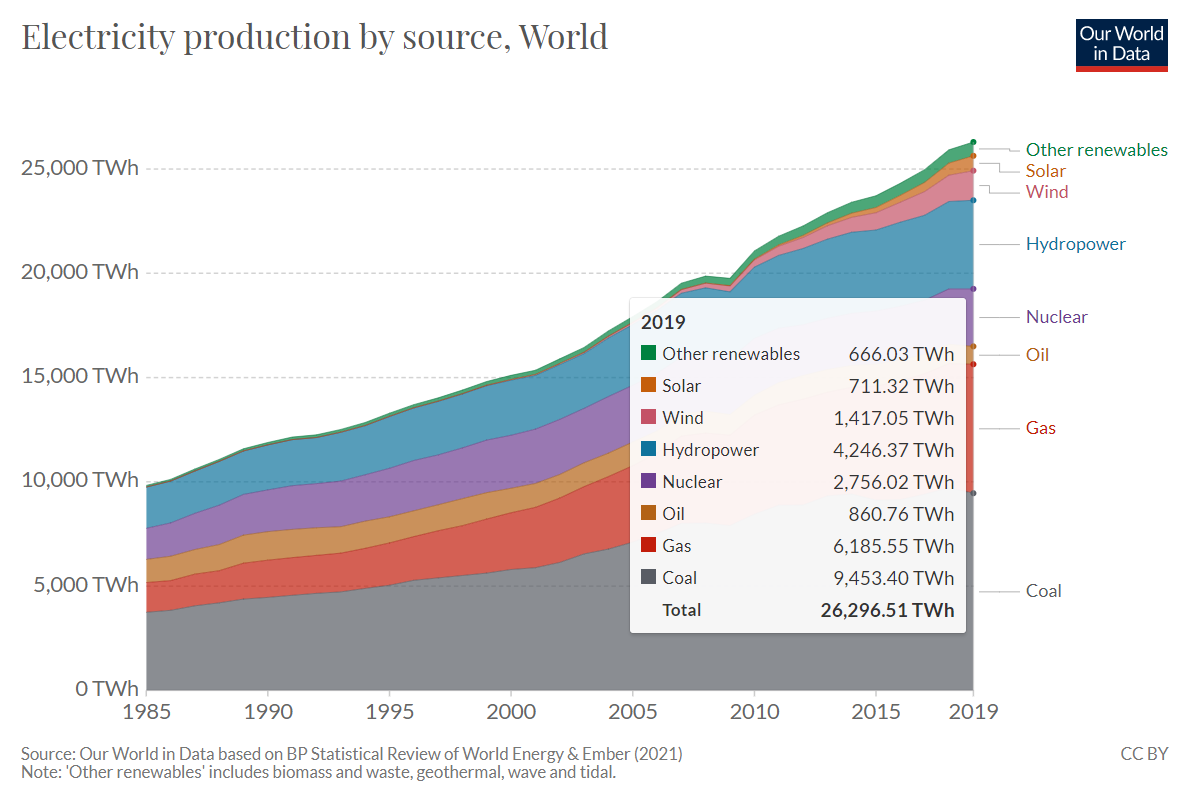 Electricity production by source, World
Our World
in Data
25,000 TWh
20,000 TWh
15,000 TWh
10,000 TWh
5,000 TWh
0 TWh
Other renewables
Solar
Wind
Hydropower
Nuclear
Oil
Gas
Coal
2019
Other renewables 666.03 TWh
Solar 711.32 TWh
Wind 1,417.05 TWh
Hydropower 4,246.37 TWh
Nuclear 2,756.02 TWh
Oil 860.76 TWh
Gas 6,185.55 TWh
Coal 9,453.40 TWh
Total 26,296.51 TWh
1985 1990 1995 2000 2005 2010 2015 2019
Source: Our World in Data based on BP Statistical Review of World Energy & Ember (2021) CC BY
Note: 'Other renewables' includes biomass and waste, geothermal, wave and tidal.